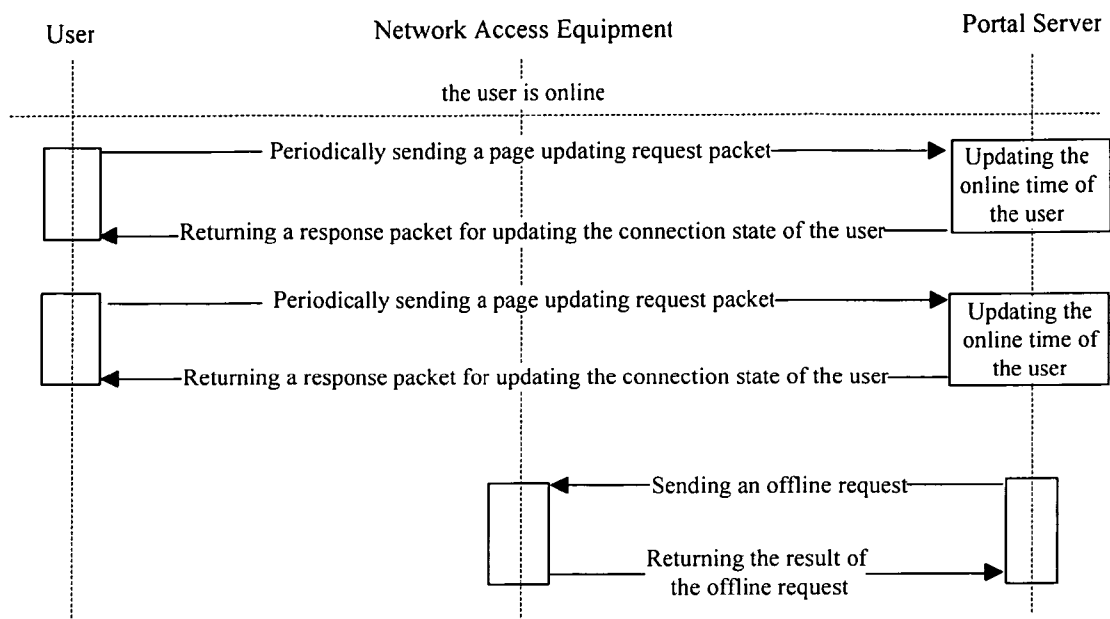 User
Network Access Equipment
Portal Server
the user is online
Periodically sending a page updating request packet
Updating the
online time of
the user
Returning a response packet for updating the connection state of the user
Periodically sending a page updating request packet
Updating the
online time of
the user
Returning a response packet for updating the connection state of the user
Sending an offline request
Returning the result of
the offline request